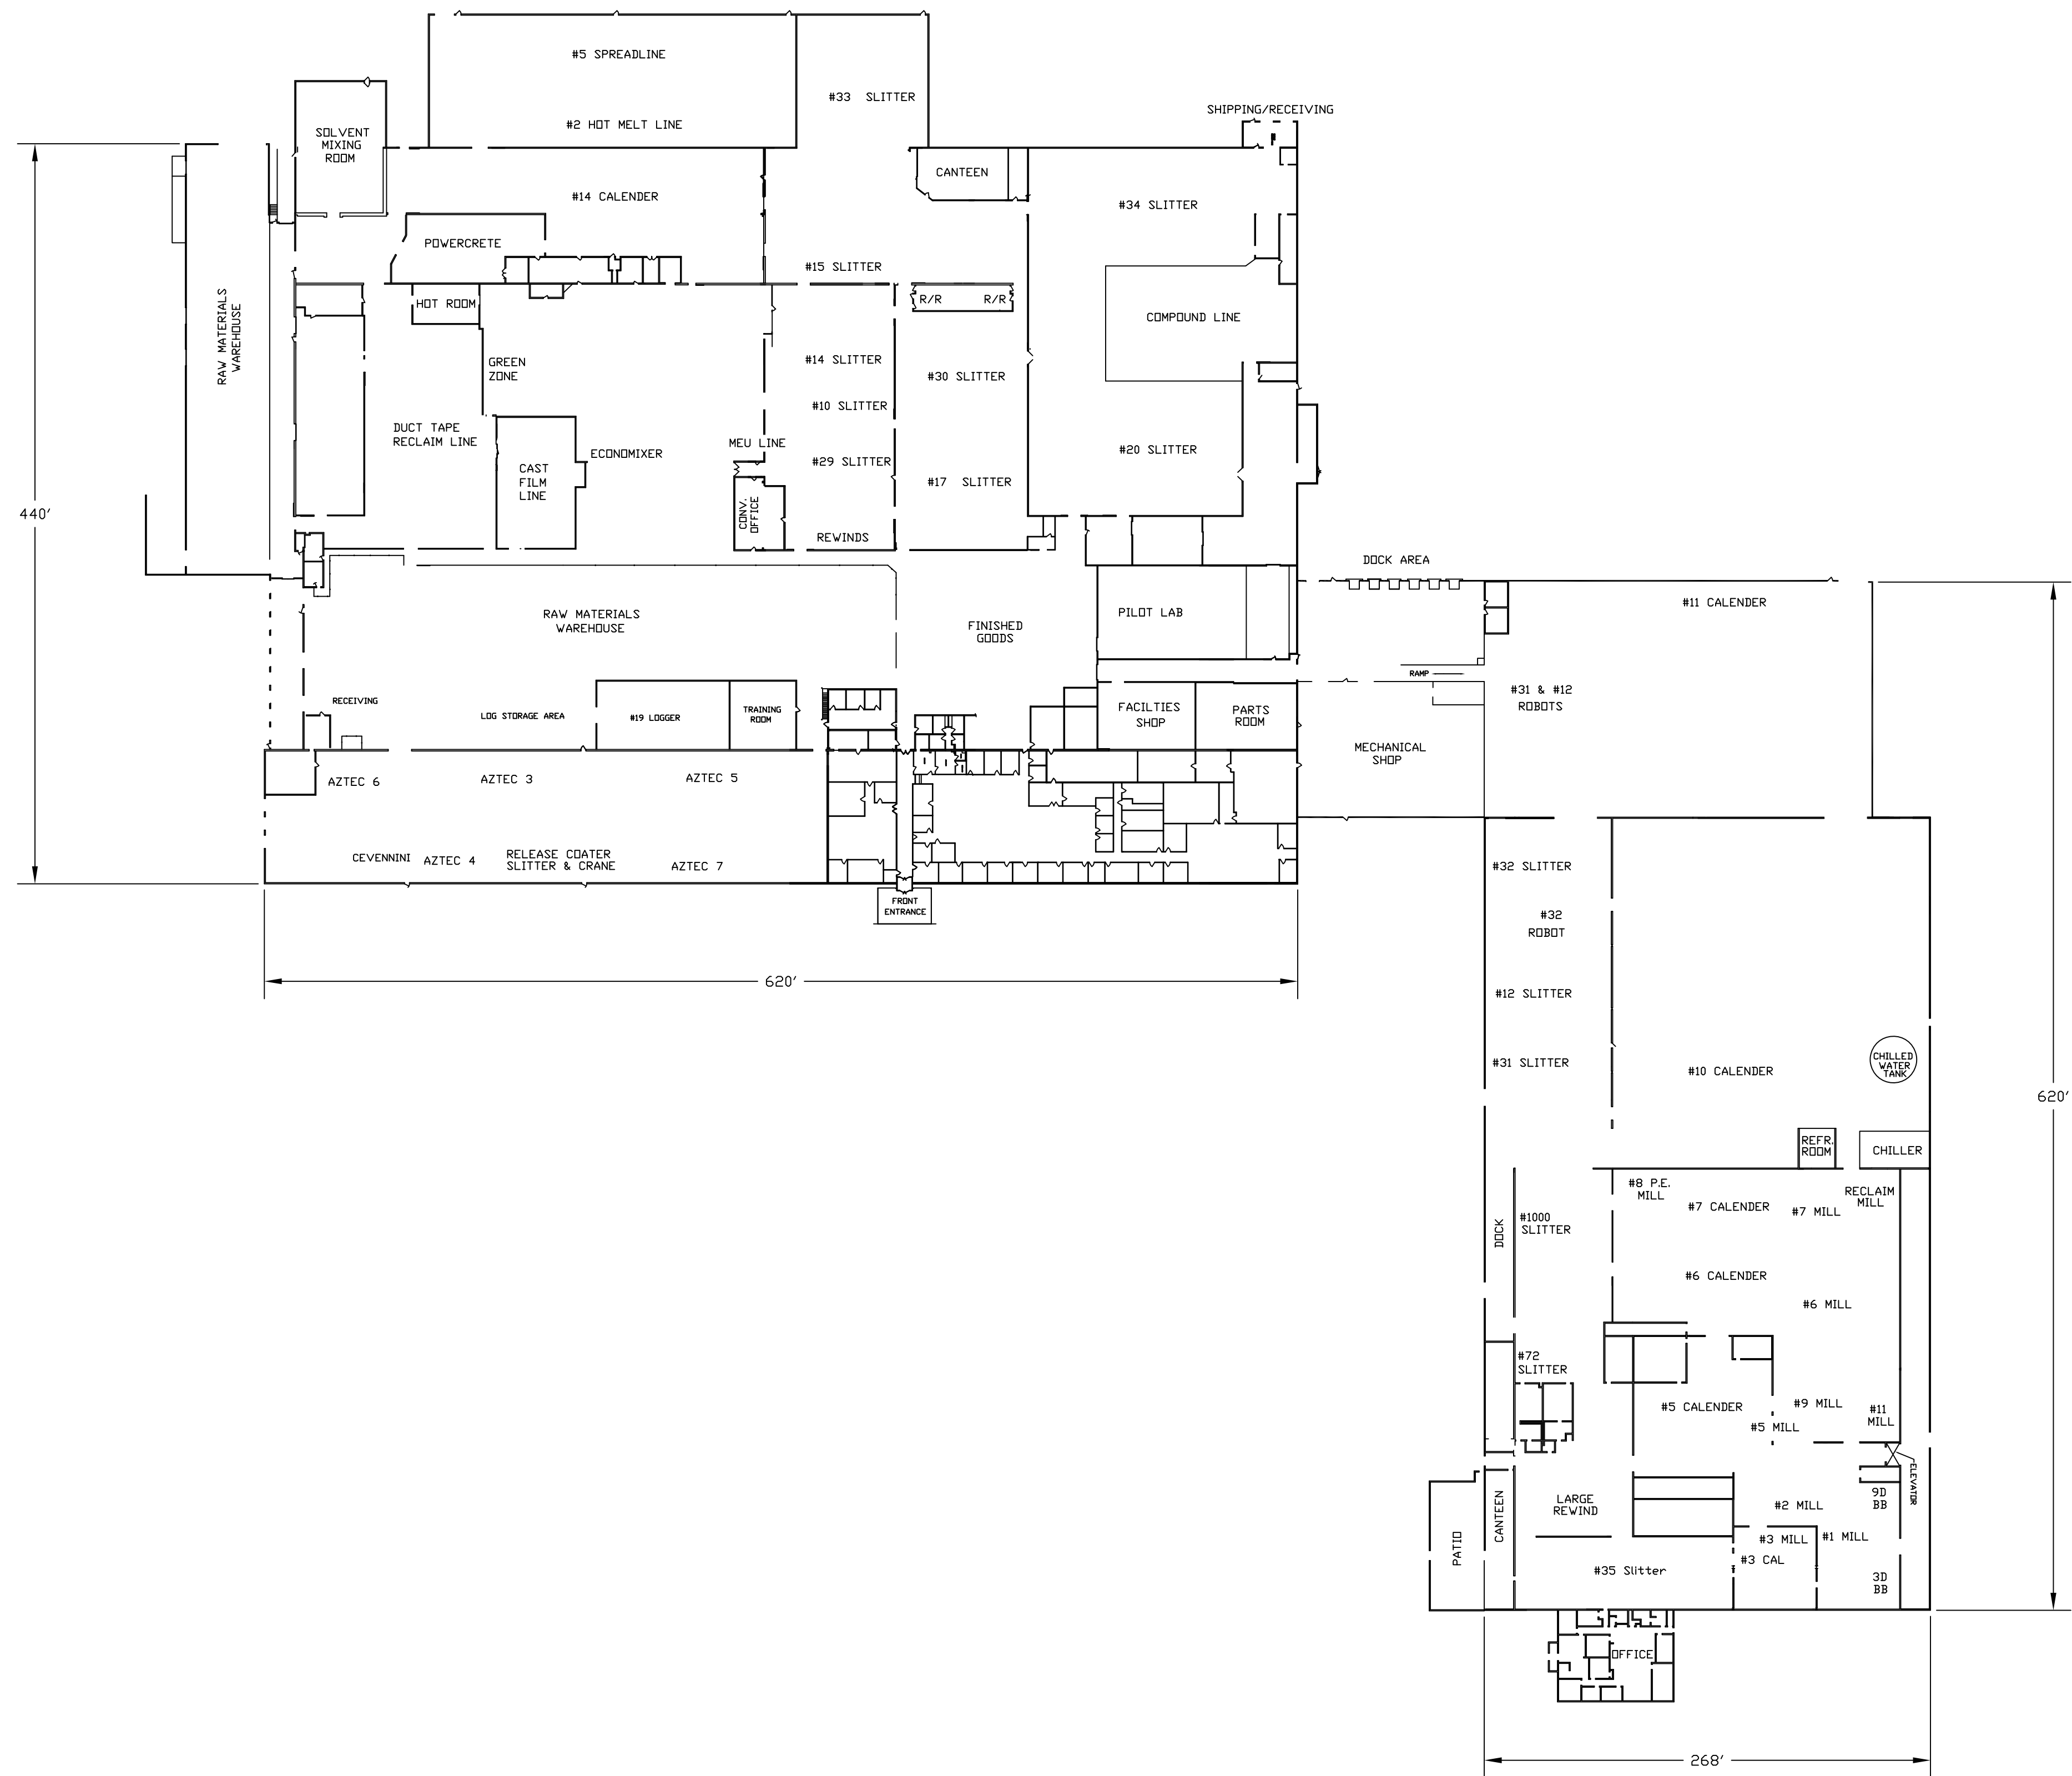 #5 SPREADLINE
#33 SLITTER
#2 HOT MELT LINE
SHIPPING/RECEIVING
SOLVENT
MIXING
ROOM
CANTEEN
#14 CALENDER
#34 SLITTER
POWERCRETE
#15 SLITTER
HOT ROOM
R/R
R/R
COMPOUND LINE
RAW MATERIALS
WAREHOUSE
GREEN
ZONE
#14 SLITTER
#30 SLITTER
#10 SLITTER
DUCT TAPE
RECLAIM LINE
MEU LINE
ECONOMIXER
#20 SLITTER
CAST
FILM
LINE
#29 SLITTER
#17 SLITTER
CONV.
OFFICE
440'
REWINDS
DOCK AREA
#11 CALENDER
RAW MATERIALS
WAREHOUSE
PILOT LAB
FINISHED
GOODS
RAMP
#31 & #12
ROBOTS
RECEIVING
LOG STORAGE AREA
#19 LOGGER
TRAINING
ROOM
FACILTIES
SHOP
PARTS
ROOM
MECHANICAL
SHOP
AZTEC 6
AZTEC 3
AZTEC 5
CEVENNINI
AZTEC 4
RELEASE COATER
SLITTER & CRANE
AZTEC 7
#32 SLITTER
FRONT
ENTRANCE
#32
ROBOT
620'
#12 SLITTER
#31 SLITTER
#10 CALENDER
CHILLED
WATER
TANK
620'
REFR.
ROOM
CHILLER
#8 P.E.
MILL
#7 CALENDER
#7 MILL
RECLAIM
MILL
DOCK
#1000
SLITTER
#6 CALENDER
#6 MILL
#72
SLITTER
#5 CALENDER
#9 MILL
#5 MILL
#11
MILL
ELEVATOR
LARGE
REWIND
#2 MILL
9D
BB
CANTEEN
PATIO
#3 MILL
#1 MILL
#3 CAL
#35 Slitter
3D
BB
OFFICE
268'